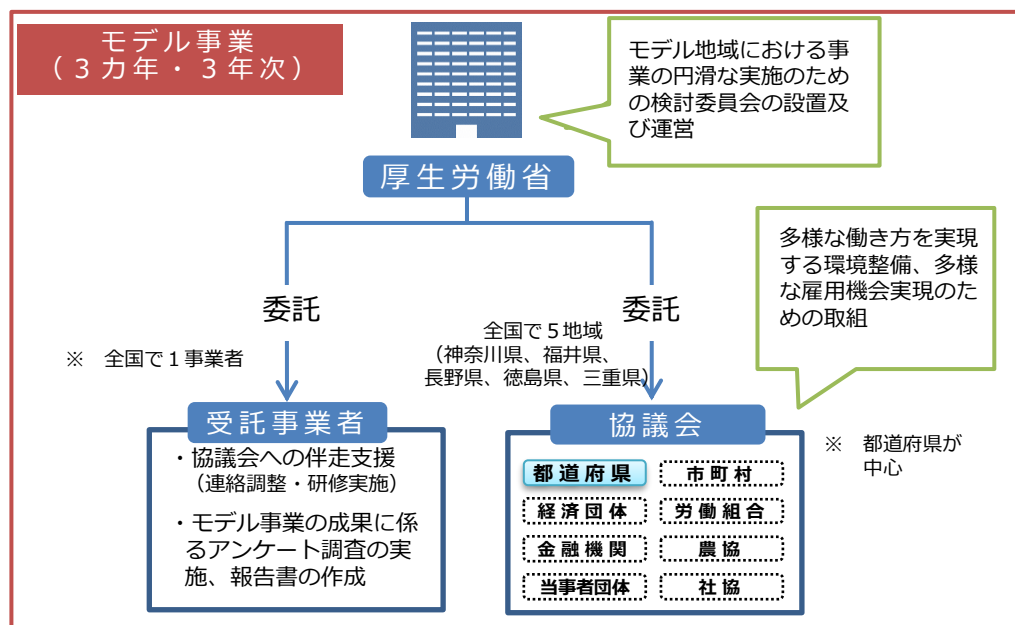 モデル事業
（３カ年・３年次）
モデル地域における事
業の円滑な実施のため
の検討委員会の設置及
び運営
厚生労働省
多様な働き方を実現
する環境整備、多様
な雇用機会実現のた
めの取組
委託
委託
※　全国で１事業者
全国で５地域
（神奈川県、福井県、
長野県、徳島県、三重県）
受託事業者
・協議会への伴走支援
（連絡調整・研修実施）
・モデル事業の成果に係
るアンケート調査の実
施、報告書の作成
協議会
※　都道府県が
中心
都道府県
市町村
経済団体
労働組合
金融機関
農協
当事者団体
社協